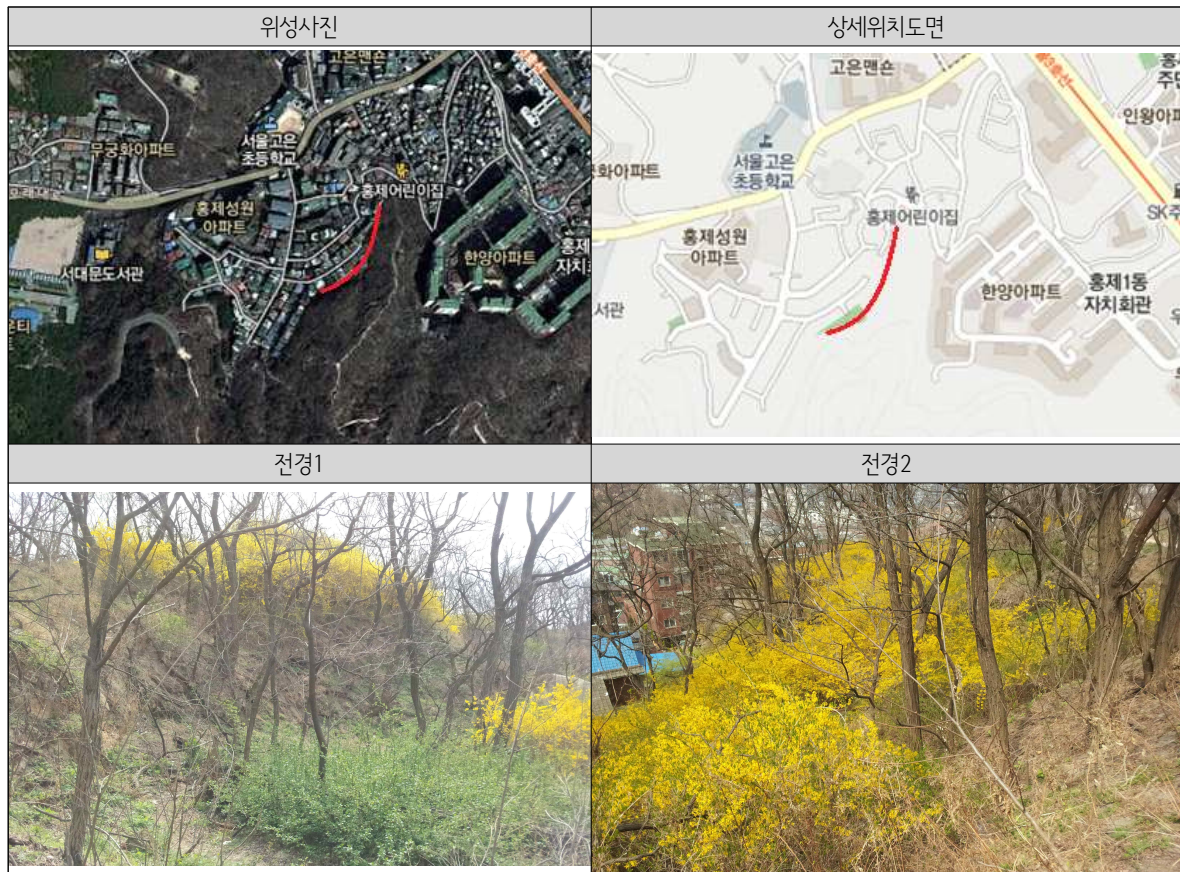 위성사진
상세위치도면
고은맨숀
무궁화아파트
서울고은
초등학교
홍제어린이집
홍제성원
아파트
서대문도서관
한양아파트
홍제
자치회
고은맨숀
인왕아파
서울고은
초등학교
화아파트
홍제어린이집
SK주
홍제성원
아파트
서관
한양아파트
홍제1동
자치회관
전경1
전경2